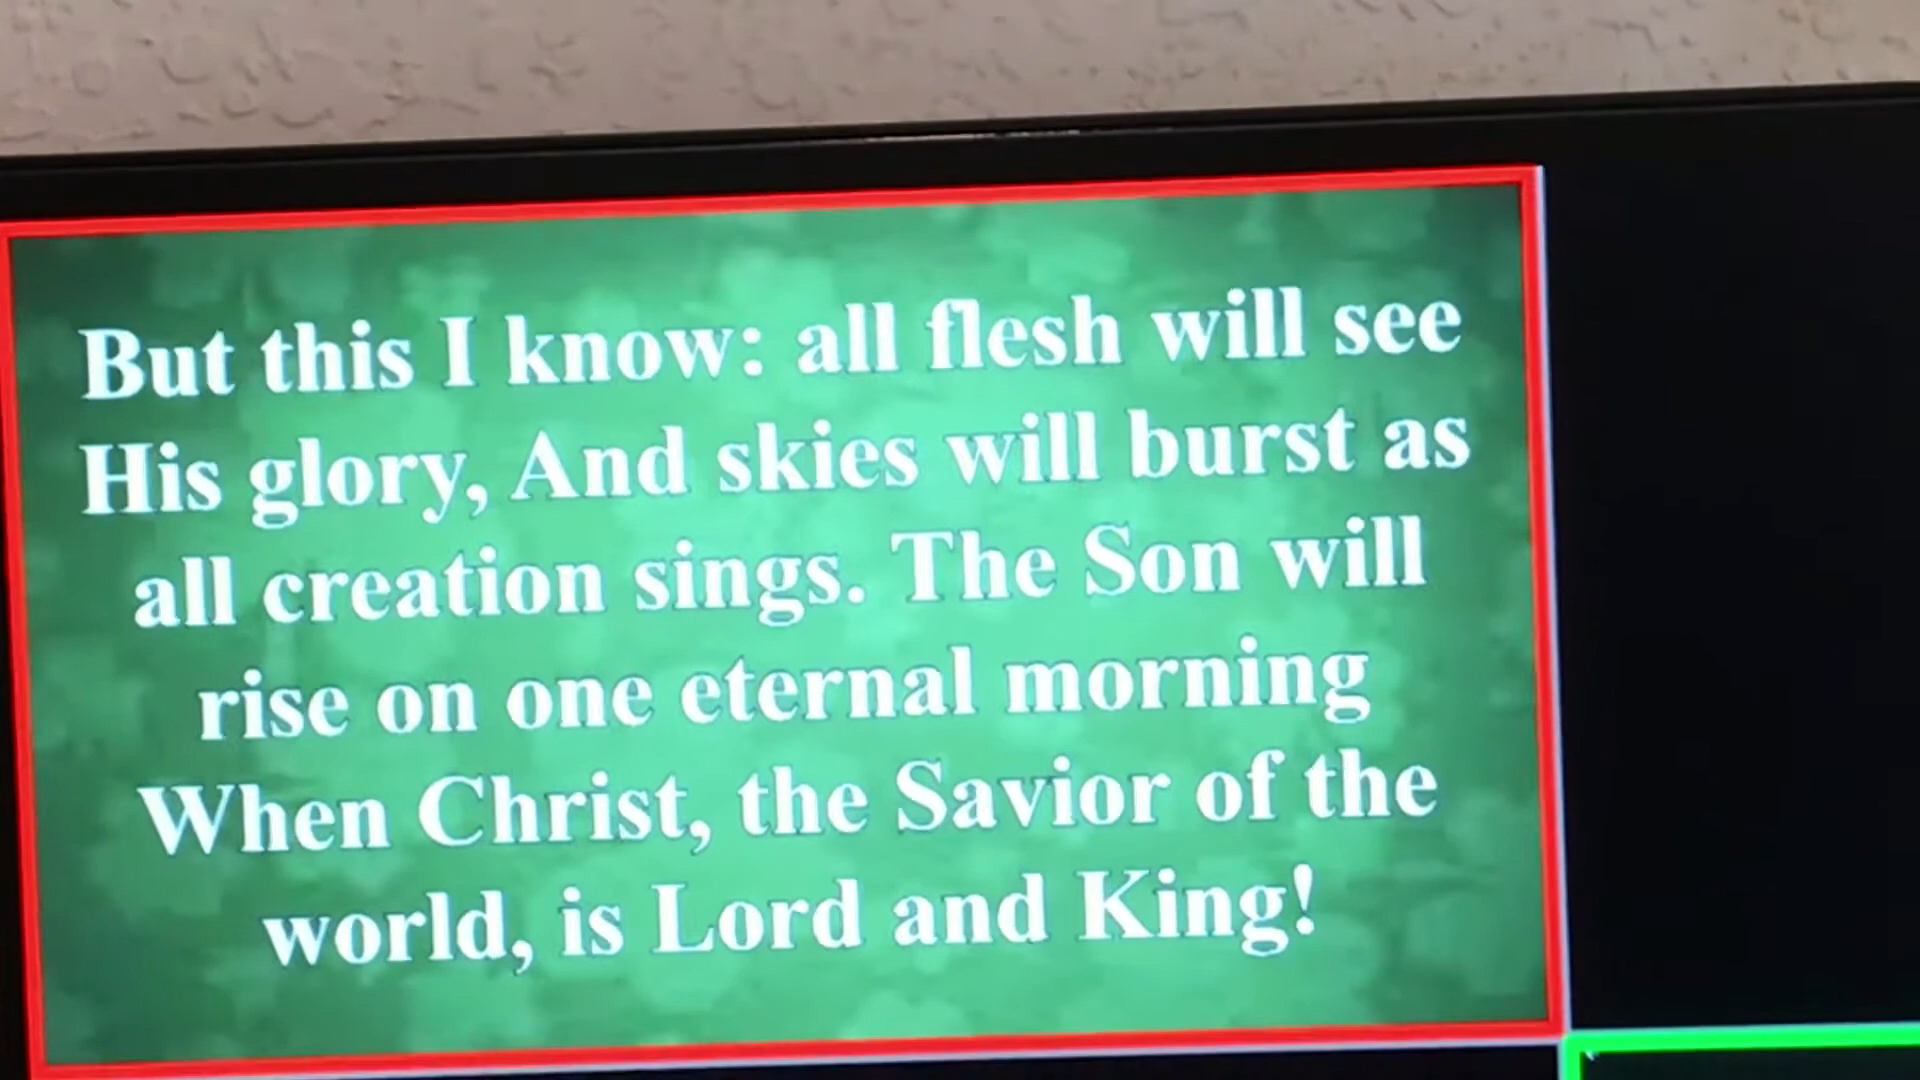 But this I know: all flesh will see
His glory, And skies will burst as
all creation sings. The Son will
rise on one eternal morning
When Christ, the Savior of the
world, is Lord and King!